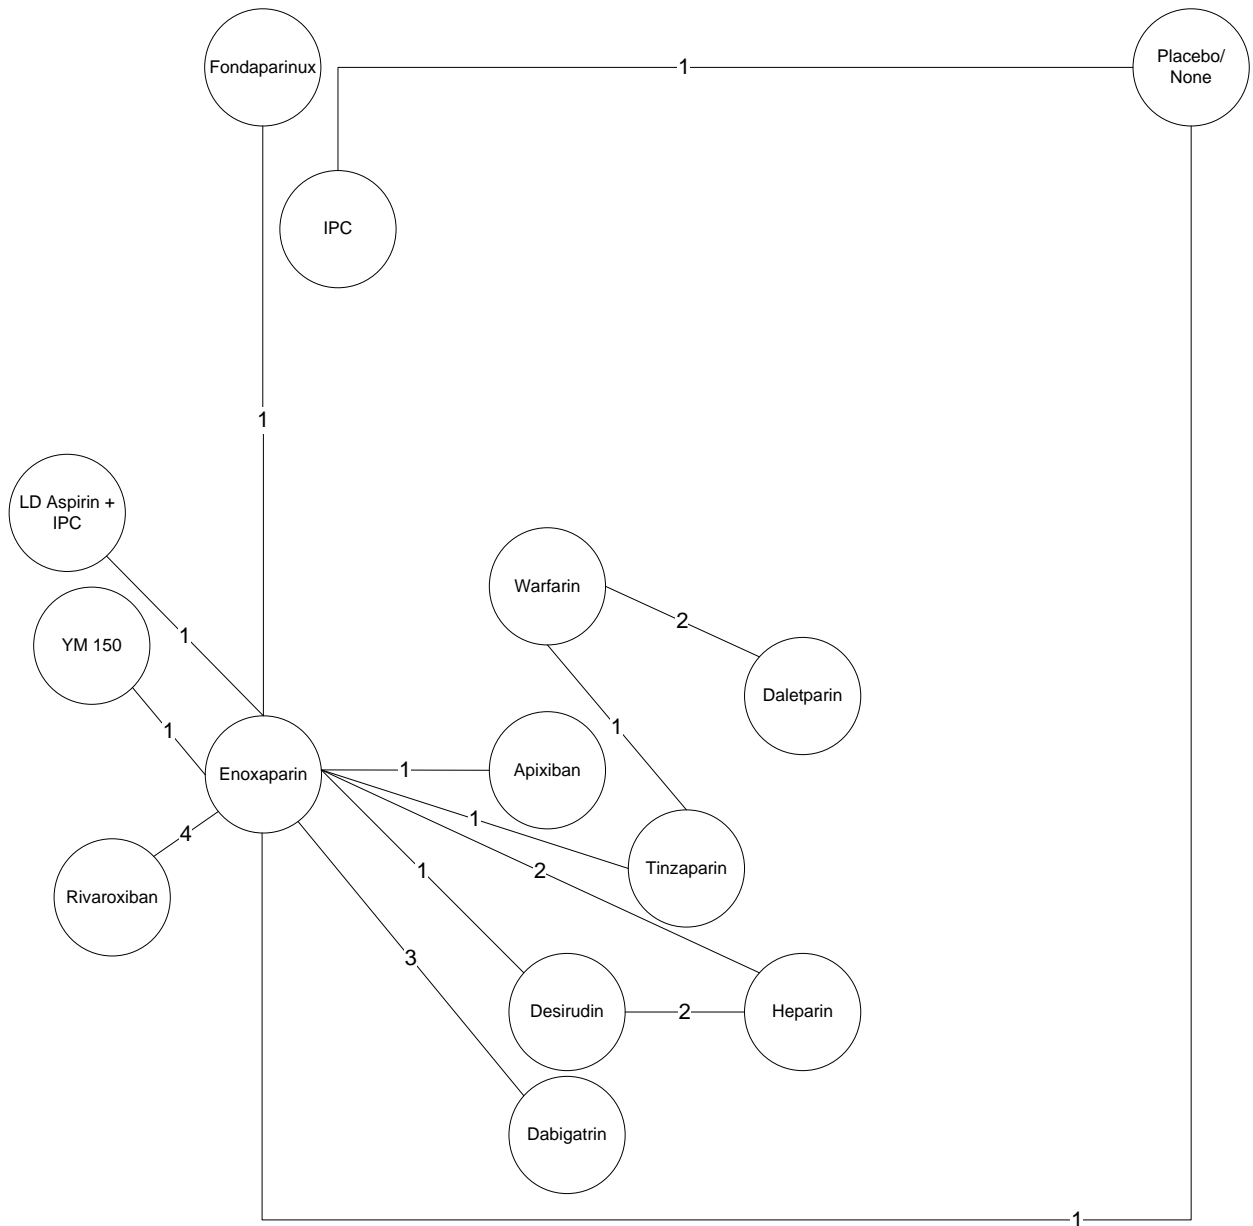 Fondaparinux
1
Placebo/
None
IPC
1
LD Aspirin +
IPC
Warfarin
2
YM 150
1
Daletparin
1
1
Enoxaparin
1
Apixiban
1
4
Tinzaparin
1
2
Rivaroxiban
3
Desirudin
2
Heparin
Dabigatrin
1